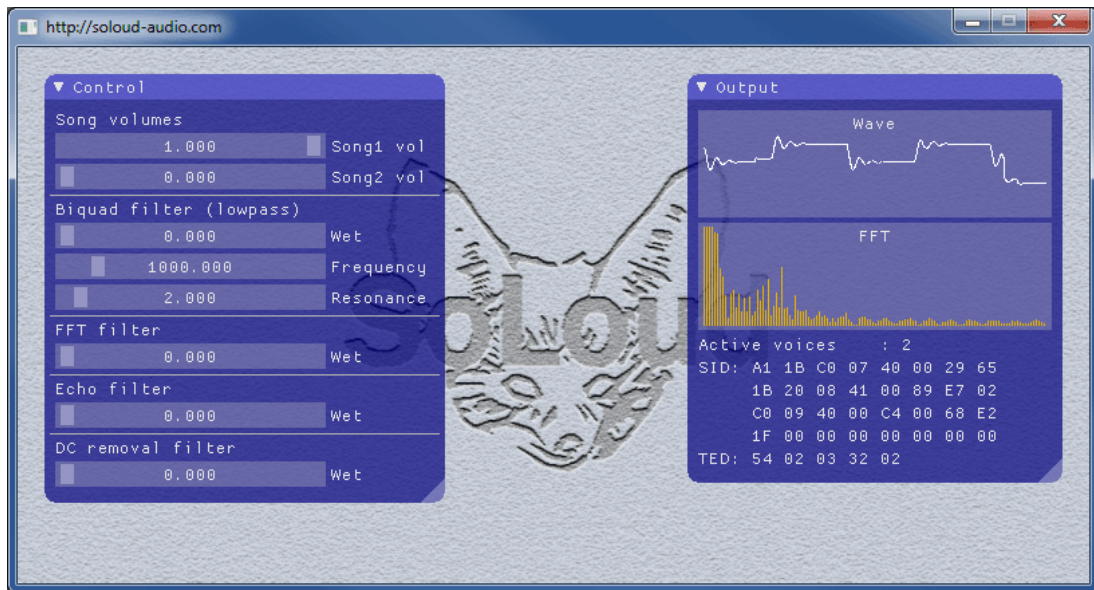 http://soloud-audio.com
Control
Song volumes
1.000 Song1 vol
0.000 Song2 vol
Biquad filter (lowpass)
0.000 Wet
1000.000 Frequency
2.000 Resonance
FFT filter
0.000 Wet
Echo filter
0.000 Wet
DC removal filter
0.000 Wet
SoLoud
Output
Wave
FFT
Active voices : 2
SID: A1 1B C0 07 40 00 29 65
1B 20 08 41 00 89 E7 02
C0 09 40 00 C4 00 68 E2
1F 00 00 00 00 00 00 00
TED: 54 02 03 32 02